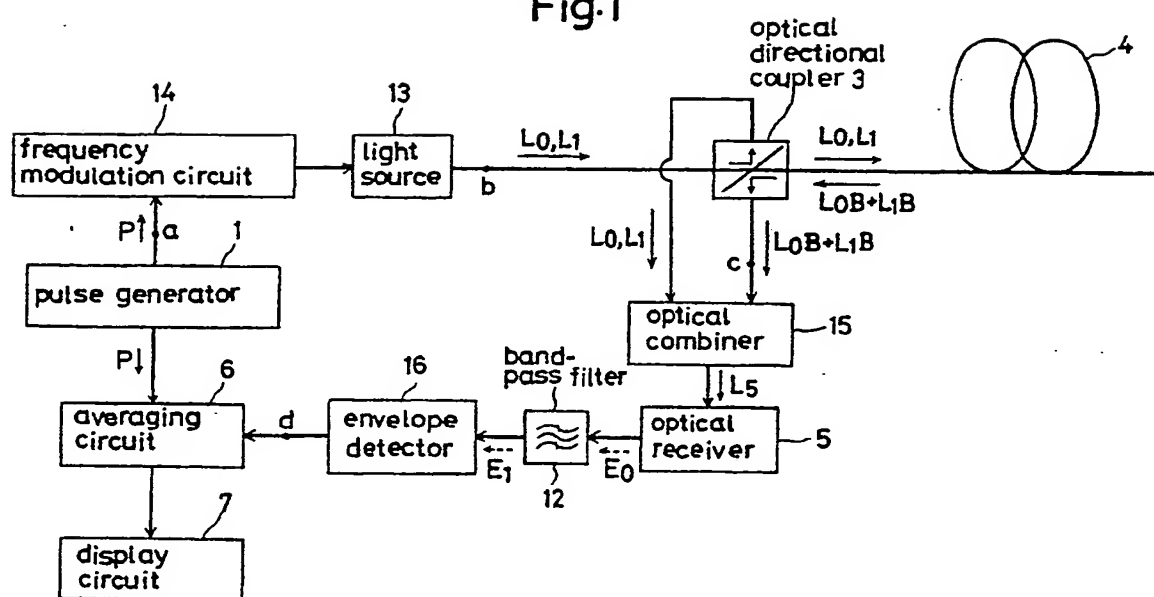 Fig.1
optical
directional
coupler 3
4
14
13
frequency
modulation circuit
light
source
L0,L1
b
L0,L1
L0B+L1B
P
a
1
L0,L1
c
L0B+L1B
pulse generator
optical
combiner
15
P
6
16
band-
pass filter
L5
averaging
circuit
d
envelope
detector
E1
12
E0
optical
receiver
5
7
display
circuit